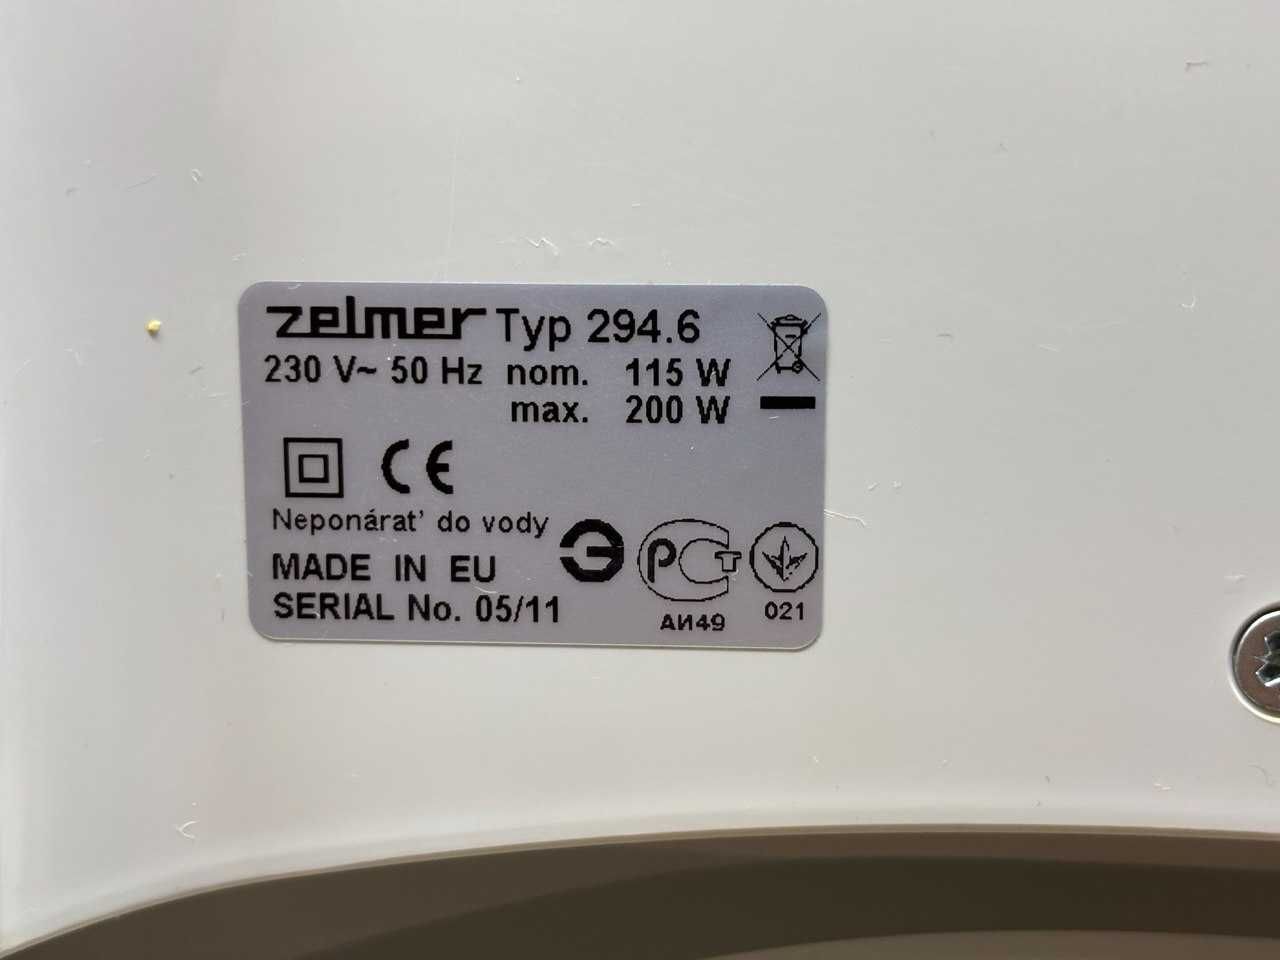 zelmer Typ 294.6
230 V~ 50 Hz nom. 115 W
max. 200 W
CE
Neponárat' do vody
MADE IN EU
SERIAL No. 05/11
РСТ
АИ49
021